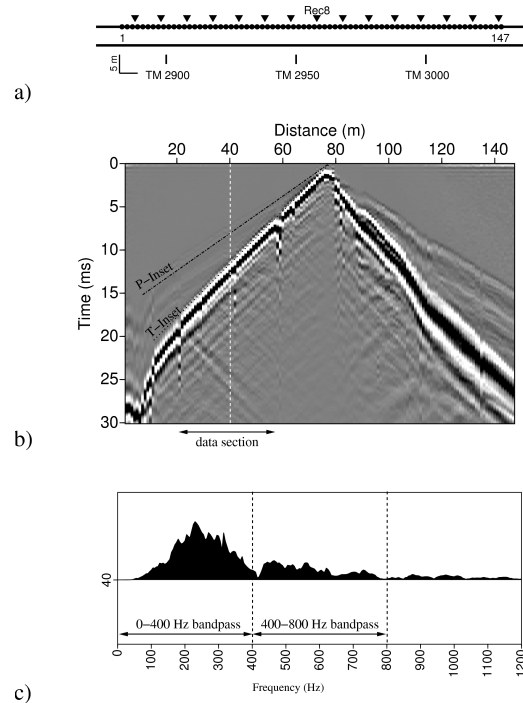 Rec8
1 147
5 m
TM 2900 TM 2950 TM 3000
a)
Distance (m)
20 40 60 80 100 120 140
0
5
10
15
20
25
30
Time (ms)
P–Inset
T–Inset
data section
b)
40
0–400 Hz bandpass 400–800 Hz bandpass
0 100 200 300 400 500 600 700 800 900 1000 1100 1200
Frequency (Hz)
c)